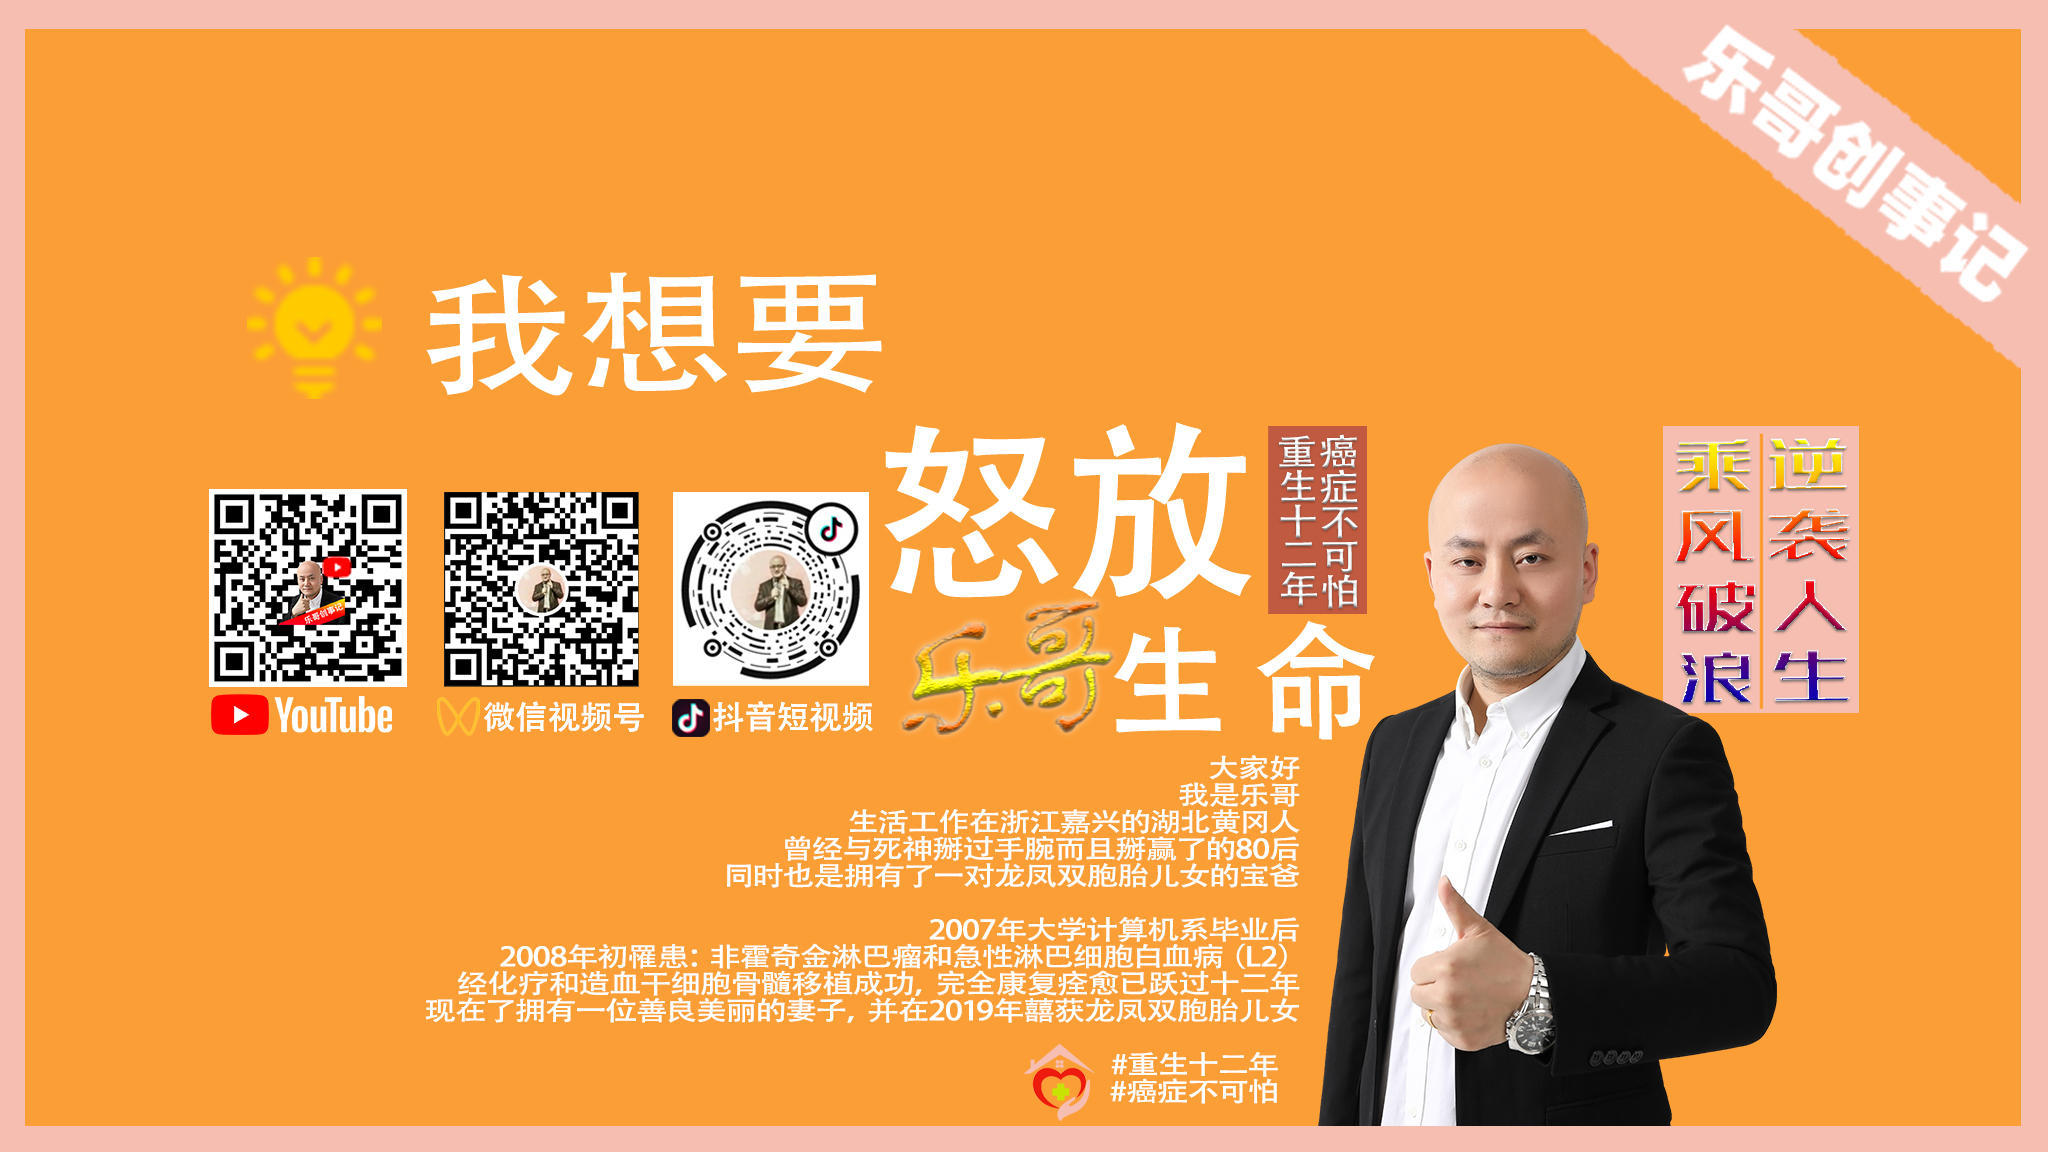 乐哥创事记
我想要
怒放
乐哥生命
癌症不可怕
重生十二年
逆袭人生
乘风破浪
乐哥创事记
YouTube
微信视频号
抖音短视频
大家好
我是乐哥
生活工作在浙江嘉兴的湖北黄冈人
曾经与死神掰过手腕而且掰赢了的80后
同时也是拥有了一对龙凤双胞胎儿女的宝爸
2007年大学计算机系毕业后
2008年初罹患：非霍奇金淋巴瘤和急性淋巴细胞白血病（L2）
经化疗和造血干细胞骨髓移植成功，完全康复痊愈已跃过十二年
现在了拥有一位善良美丽的妻子，并在2019年囍获龙凤双胞胎儿女
#重生十二年
#癌症不可怕